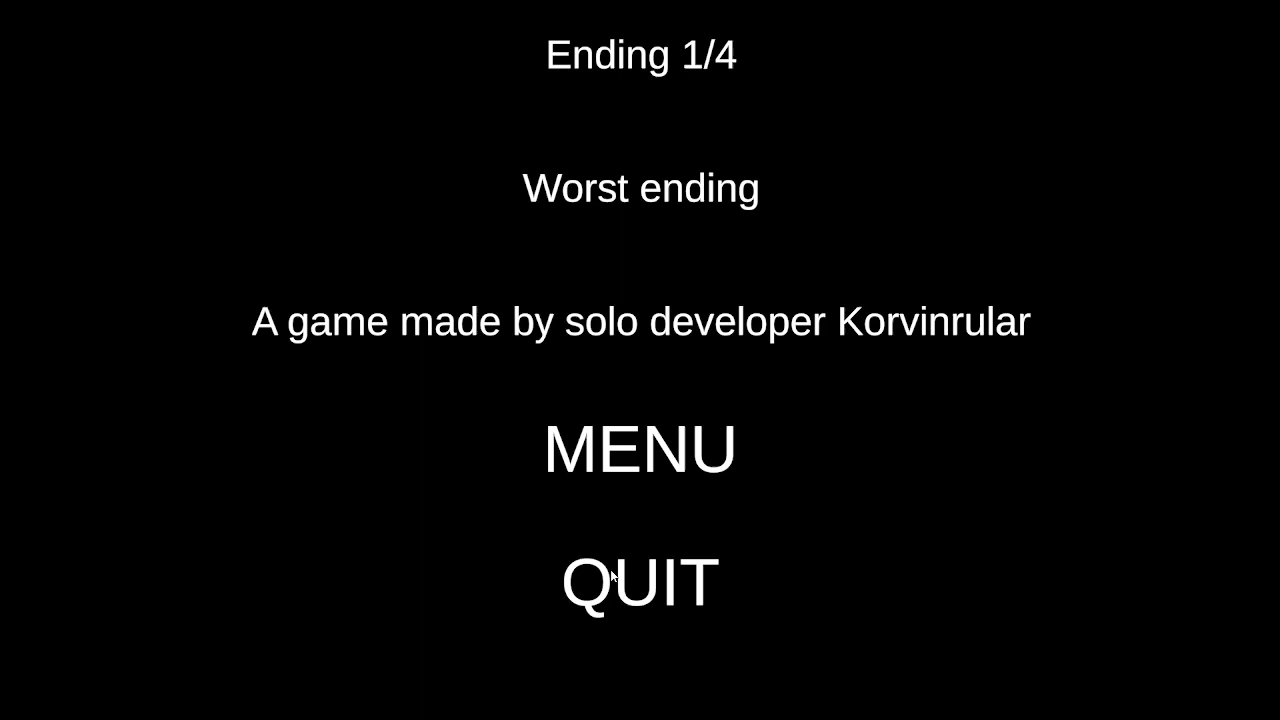 Ending 1/4
Worst ending
A game made by solo developer Korvinrular
MENU
QUIT